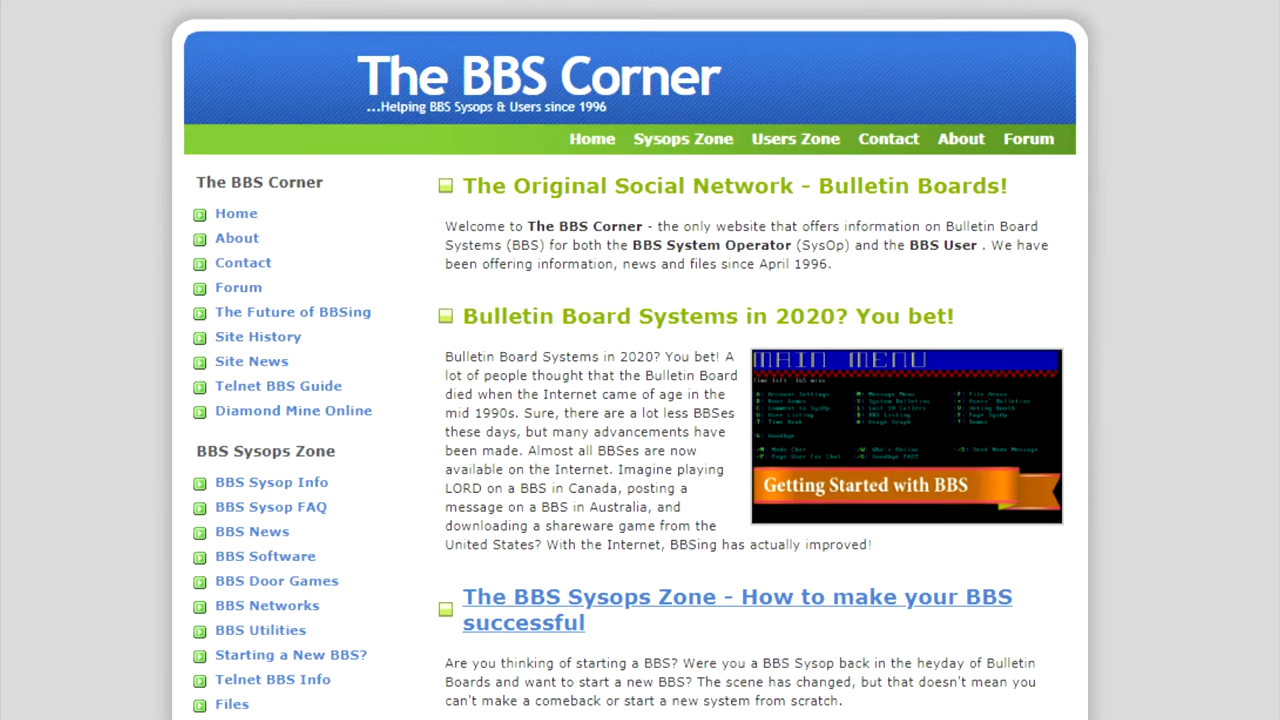 The BBS Corner
...Helping BBS Sysops & Users since 1996
Home Sysops Zone Users Zone Contact About Forum
The BBS Corner
Home
About
Contact
Forum
The Future of BBSing
Site History
Site News
Telnet BBS Guide
Diamond Mine Online
BBS Sysops Zone
BBS Sysop Info
BBS Sysop FAQ
BBS News
BBS Software
BBS Door Games
BBS Networks
BBS Utilities
Starting a New BBS?
Telnet BBS Info
Files
The Original Social Network - Bulletin Boards!
Welcome to The BBS Corner - the only website that offers information on Bulletin Board
Systems (BBS) for both the BBS System Operator (SysOp) and the BBS User . We have
been offering information, news and files since April 1996.
Bulletin Board Systems in 2020? You bet!
Bulletin Board Systems in 2020? You bet! A
lot of people thought that the Bulletin Board
died when the Internet came of age in the
mid 1990s. Sure, there are a lot less BBSes
these days, but many advancements have
been made. Almost all BBSes are now
available on the Internet. Imagine playing
LORD on a BBS in Canada, posting a
message on a BBS in Australia, and
downloading a shareware game from the
United States? With the Internet, BBSing has actually improved!
MAIN MENU
Getting Started with BBS
The BBS Sysops Zone - How to make your BBS
successful
Are you thinking of starting a BBS? Were you a BBS Sysop back in the heyday of Bulletin
Boards and want to start a new BBS? The scene has changed, but that doesn't mean you
can't make a comeback or start a new system from scratch.